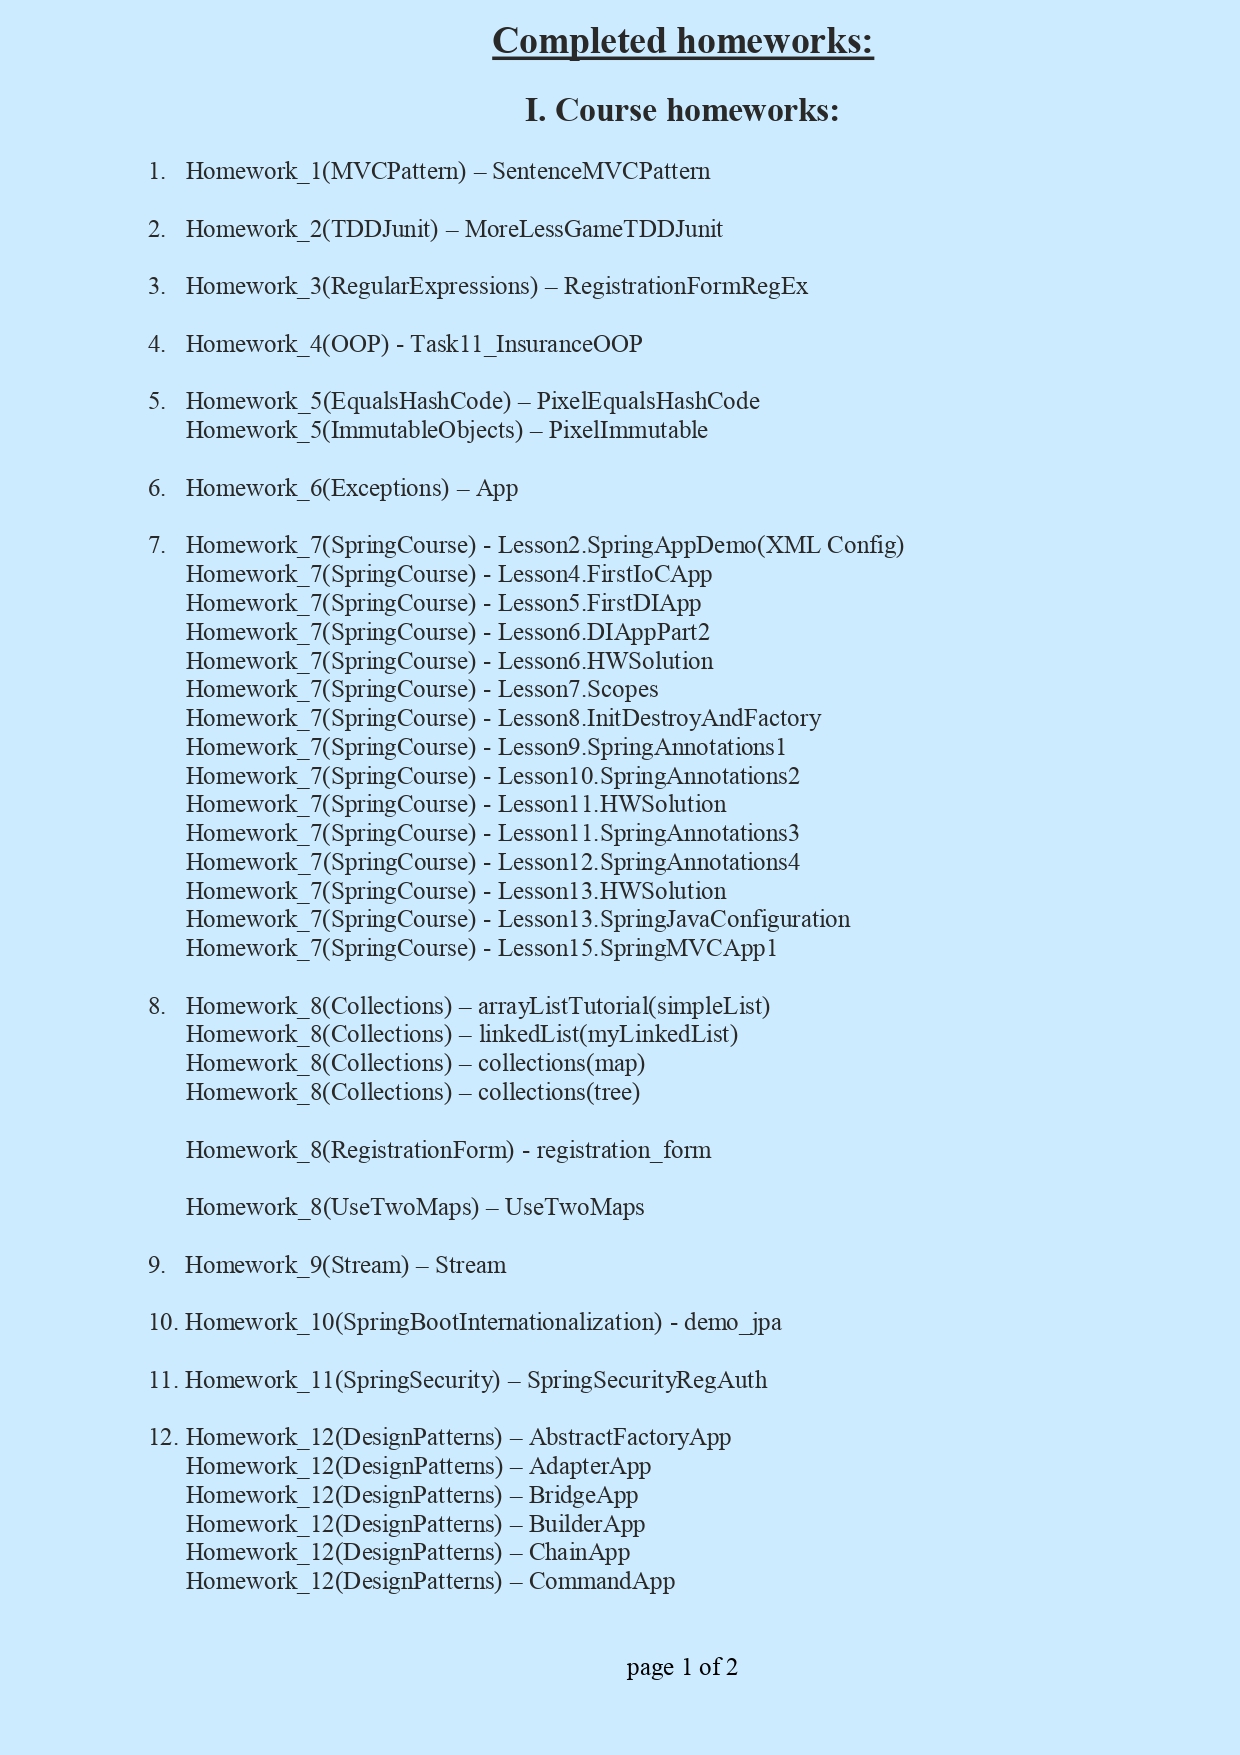 Completed homeworks:
I. Course homeworks:
1. Homework_1(MVCPattern) – SentenceMVCPattern
2. Homework_2(TDDJunit) – MoreLessGameTDDJunit
3. Homework_3(RegularExpressions) – RegistrationFormRegEx
4. Homework_4(OOP) - Task11_InsuranceOOP
5. Homework_5(EqualsHashCode) – PixelEqualsHashCode
Homework_5(ImmutableObjects) – PixelImmutable
6. Homework_6(Exceptions) – App
7. Homework_7(SpringCourse) - Lesson2.SpringAppDemo(XML Config)
Homework_7(SpringCourse) - Lesson4.FirstIoCApp
Homework_7(SpringCourse) - Lesson5.FirstDIApp
Homework_7(SpringCourse) - Lesson6.DIAppPart2
Homework_7(SpringCourse) - Lesson6.HWSolution
Homework_7(SpringCourse) - Lesson7.Scopes
Homework_7(SpringCourse) - Lesson8.InitDestroyAndFactory
Homework_7(SpringCourse) - Lesson9.SpringAnnotations1
Homework_7(SpringCourse) - Lesson10.SpringAnnotations2
Homework_7(SpringCourse) - Lesson11.HWSolution
Homework_7(SpringCourse) - Lesson11.SpringAnnotations3
Homework_7(SpringCourse) - Lesson12.SpringAnnotations4
Homework_7(SpringCourse) - Lesson13.HWSolution
Homework_7(SpringCourse) - Lesson13.SpringJavaConfiguration
Homework_7(SpringCourse) - Lesson15.SpringMVCApp1
8. Homework_8(Collections) – arrayListTutorial(simpleList)
Homework_8(Collections) – linkedList(myLinkedList)
Homework_8(Collections) – collections(map)
Homework_8(Collections) – collections(tree)
Homework_8(RegistrationForm) - registration_form
Homework_8(UseTwoMaps) – UseTwoMaps
9. Homework_9(Stream) – Stream
10. Homework_10(SpringBootInternationalization) - demo_jpa
11. Homework_11(SpringSecurity) – SpringSecurityRegAuth
12. Homework_12(DesignPatterns) – AbstractFactoryApp
Homework_12(DesignPatterns) – AdapterApp
Homework_12(DesignPatterns) – BridgeApp
Homework_12(DesignPatterns) – BuilderApp
Homework_12(DesignPatterns) – ChainApp
Homework_12(DesignPatterns) – CommandApp
page 1 of 2